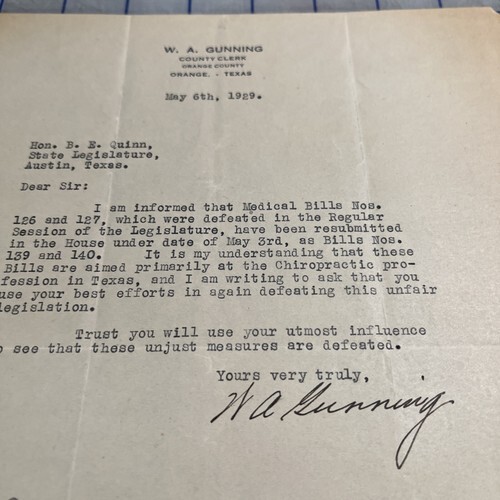 W. A. GUNNING
COUNTY CLERK
ORANGE COUNTY
ORANGE, - TEXAS
May 6th, 1929.
Hon. B. E. Quinn,
State Legislature,
Austin, Texas.
Dear Sir:
I am informed that Medical Bills Nos.
126 and 127, which were defeated in the Regular
Session of the Legislature, have been resubmitted
in the House under date of May 3rd, as Bills Nos.
139 and 140. It is my understanding that these
Bills are aimed primarily at the Chiropractic pro-
fession in Texas, and I am writing to ask that you
use your best efforts in again defeating this unfair
legislation.
Trust you will use your utmost influence
o see that these unjust measures are defeated.
Yours very truly,
W A Gunning